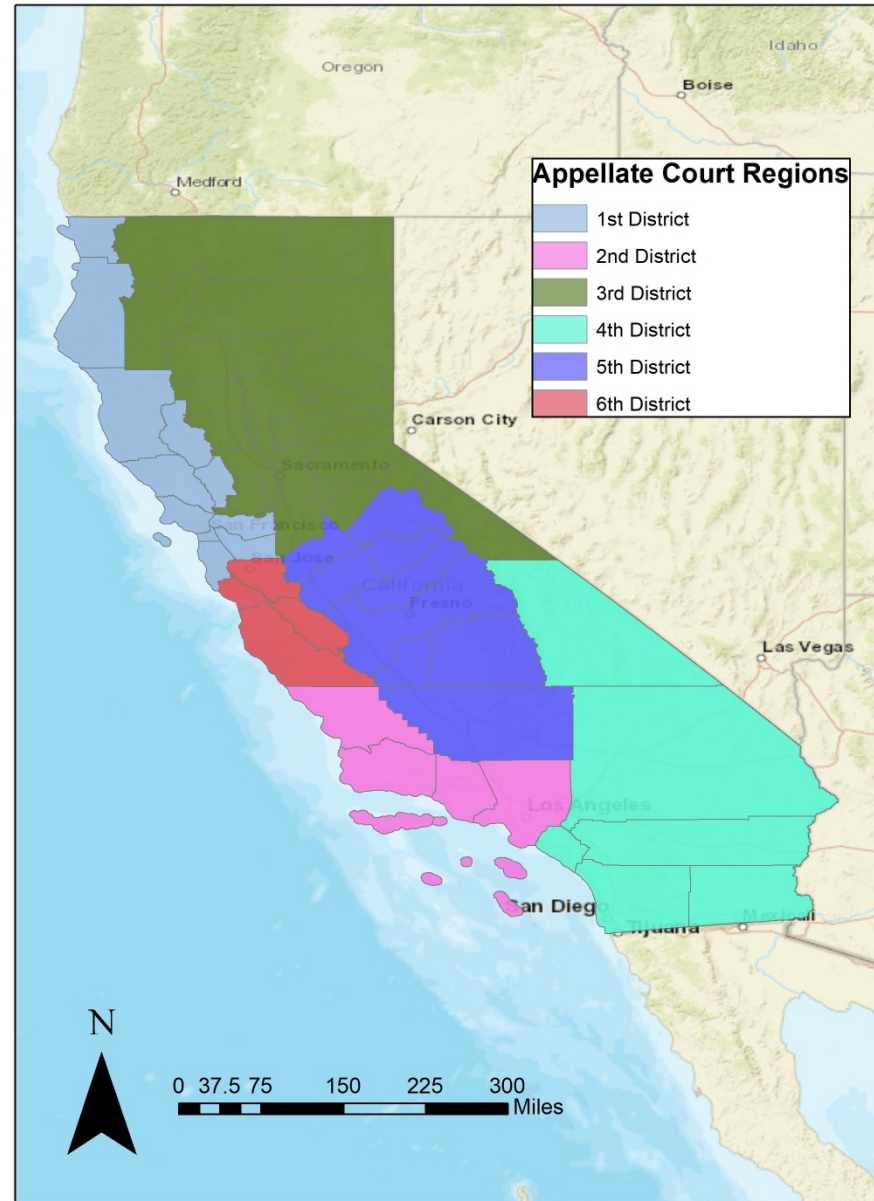 Idaho
Oregon
Boise
Medford
Appellate Court Regions
1st District
2nd District
3rd District
4th District
5th District
6th District
Carson City
Sacramento
San Francisco
San Jose
California
Fresno
Las Vegas
Los Angeles
San Diego
Tijuana
Mexicali
N
0 37.5 75 150 225 300
Miles